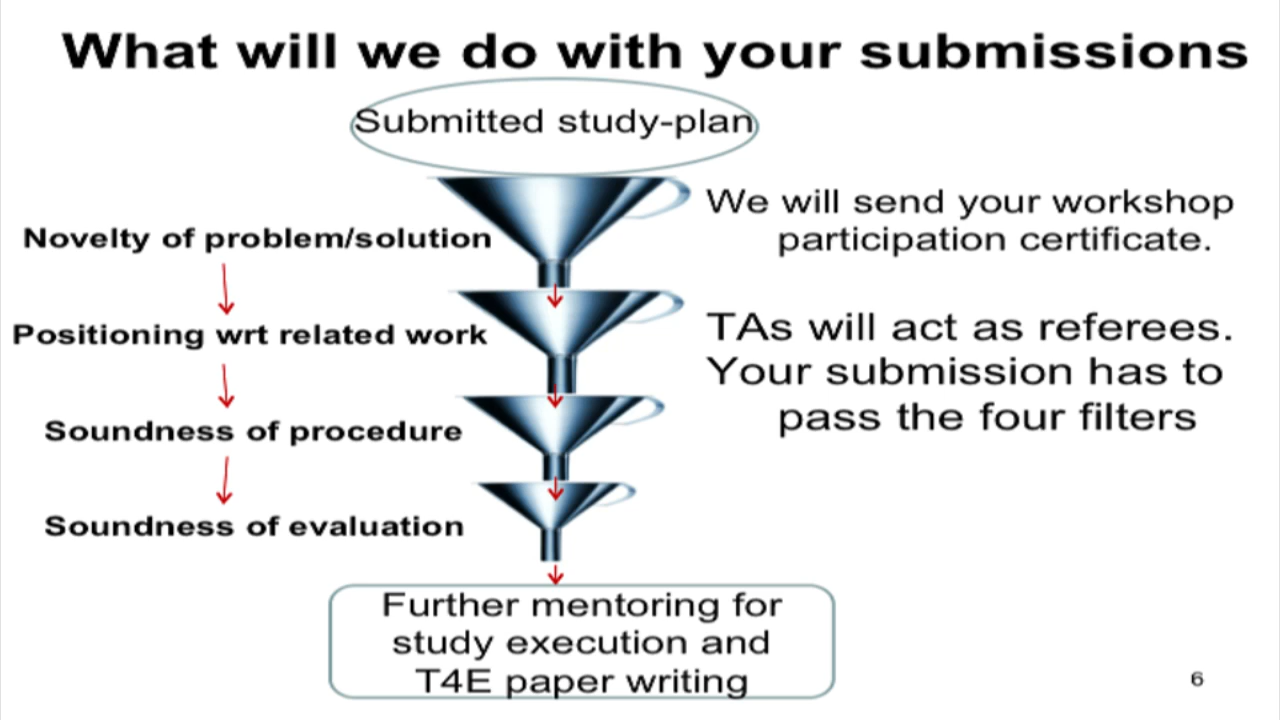 What will we do with your submissions
Submitted study-plan
We will send your workshop
participation certificate.
Novelty of problem/solution
TAs will act as referees.
Positioning wrt related work
Your submission has to
pass the four filters
Soundness of procedure
Soundness of evaluation
Further mentoring for
study execution and
T4E paper writing
6